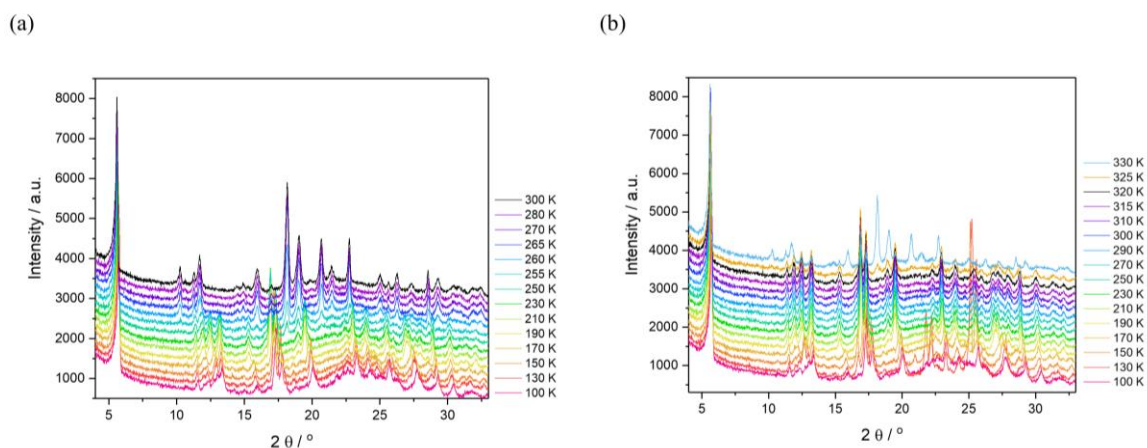 (a)
(b)
8000
7000
6000
5000
4000
3000
2000
1000
Intensity / a.u.
5
10
15
20
25
30
2 θ / °
300 K
280 K
270 K
265 K
260 K
255 K
250 K
230 K
210 K
190 K
170 K
150 K
130 K
100 K
8000
7000
6000
5000
4000
3000
2000
1000
Intensity / a.u.
5
10
15
20
25
30
2 θ / °
330 K
325 K
320 K
315 K
310 K
300 K
290 K
270 K
250 K
230 K
210 K
190 K
170 K
150 K
130 K
100 K